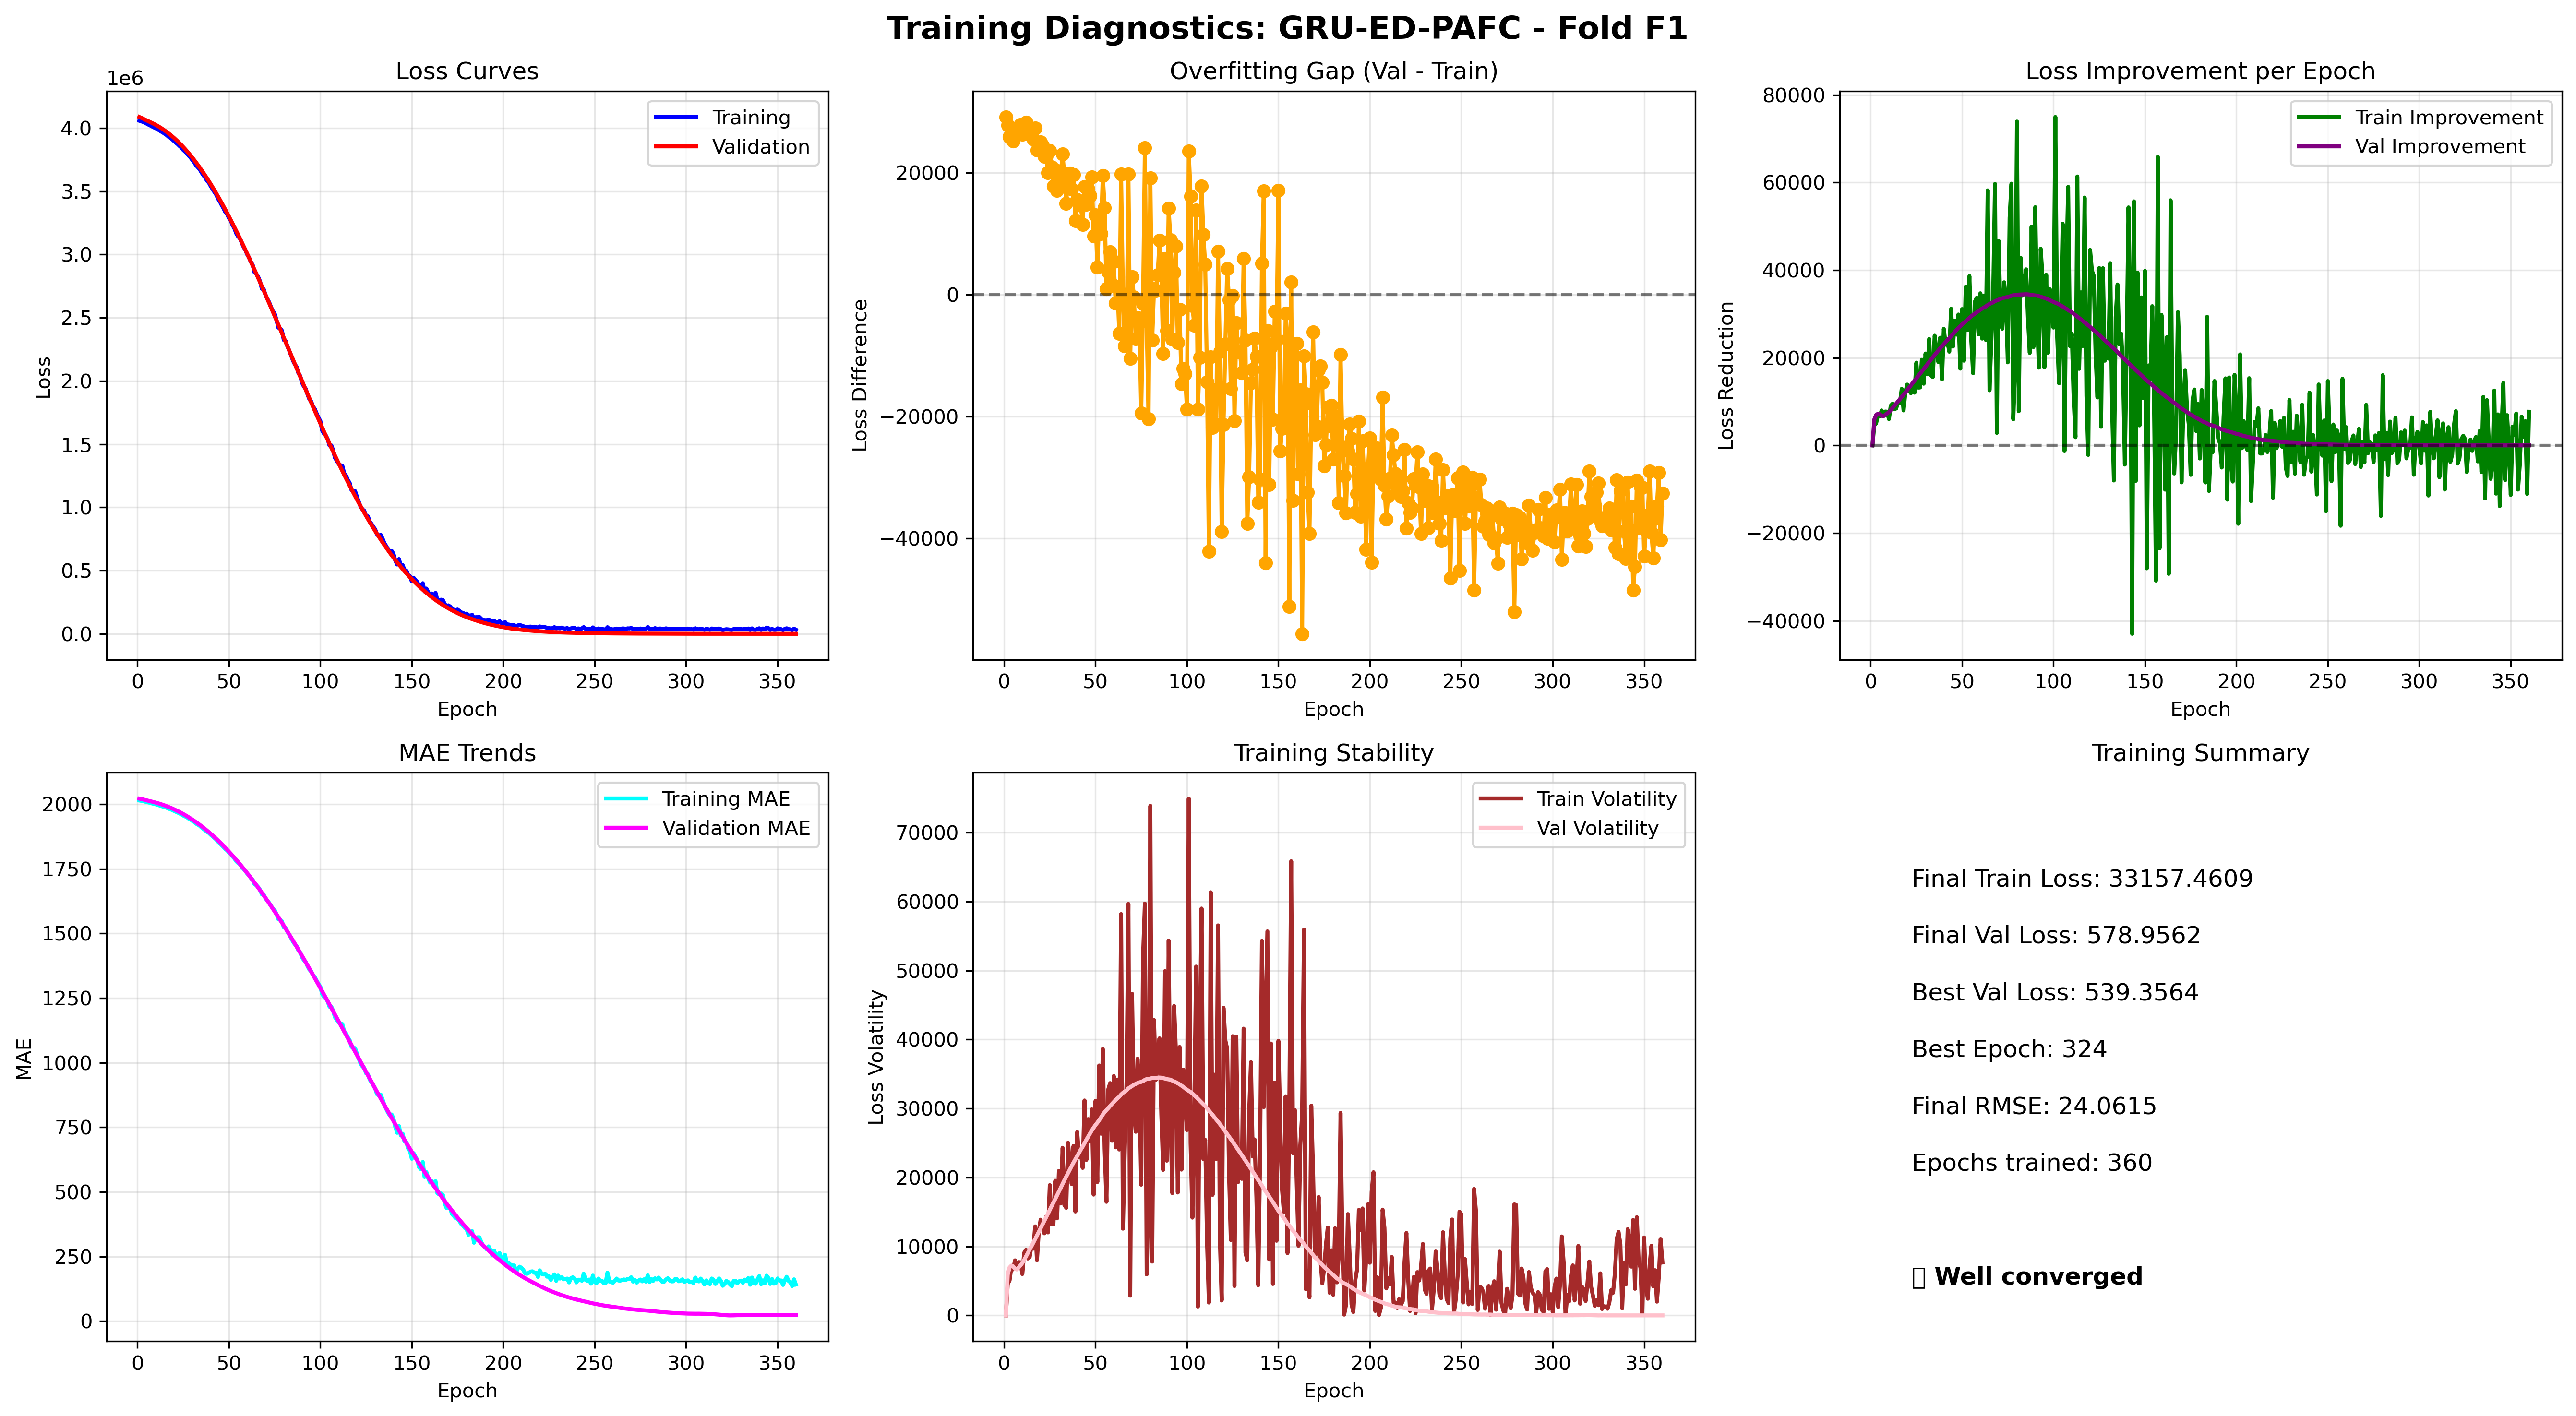 Training Diagnostics: GRU-ED-PAFC - Fold F1
Loss Curves
1e6
4.0
3.5
3.0
2.5
2.0
1.5
1.0
0.5
0.0
Loss
0 50 100 150 200 250 300 350
Epoch
Training
Validation
Overfitting Gap (Val - Train)
20000
0
−20000
−40000
Loss Difference
0 50 100 150 200 250 300 350
Epoch
Loss Improvement per Epoch
80000
60000
40000
20000
0
−20000
−40000
Loss Reduction
0 50 100 150 200 250 300 350
Epoch
Train Improvement
Val Improvement
MAE Trends
2000
1750
1500
1250
1000
750
500
250
0
MAE
0 50 100 150 200 250 300 350
Epoch
Training MAE
Validation MAE
Training Stability
70000
60000
50000
40000
30000
20000
10000
0
Loss Volatility
0 50 100 150 200 250 300 350
Epoch
Train Volatility
Val Volatility
Training Summary
Final Train Loss: 33157.4609
Final Val Loss: 578.9562
Best Val Loss: 539.3564
Best Epoch: 324
Final RMSE: 24.0615
Epochs trained: 360
Well converged